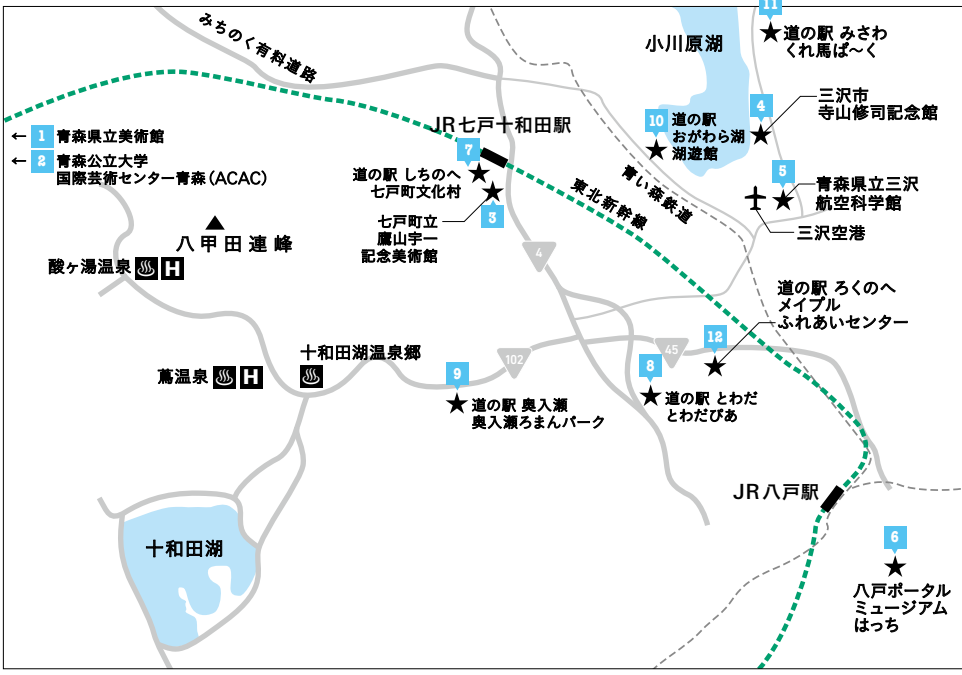 11
道の駅 みさわ
くれ馬ぱ～く
みちのく有料道路
小川原湖
4
三沢市
寺山修司記念館
10
道の駅
おがわら湖
湖遊館
← 1 青森県立美術館
← 2 青森公立大学
国際芸術センター青森（ACAC）
JR七戸十和田駅
7
道の駅 しちのへ
七戸町文化村
3
七戸町立
鷹山宇一
記念美術館
青い森鉄道
東北新幹線
5
青森県立三沢
航空科学館
三沢空港
八甲田連峰
4
酸ヶ湯温泉
H
道の駅 ろくのへ
メイプル
ふれあいセンター
12
十和田湖温泉郷
102
45
蔦温泉
H
9
道の駅 奥入瀬
奥入瀬ろまんパーク
8
道の駅 とわだ
とわだぴあ
JR八戸駅
十和田湖
6
八戸ポータル
ミュージアム
はっち